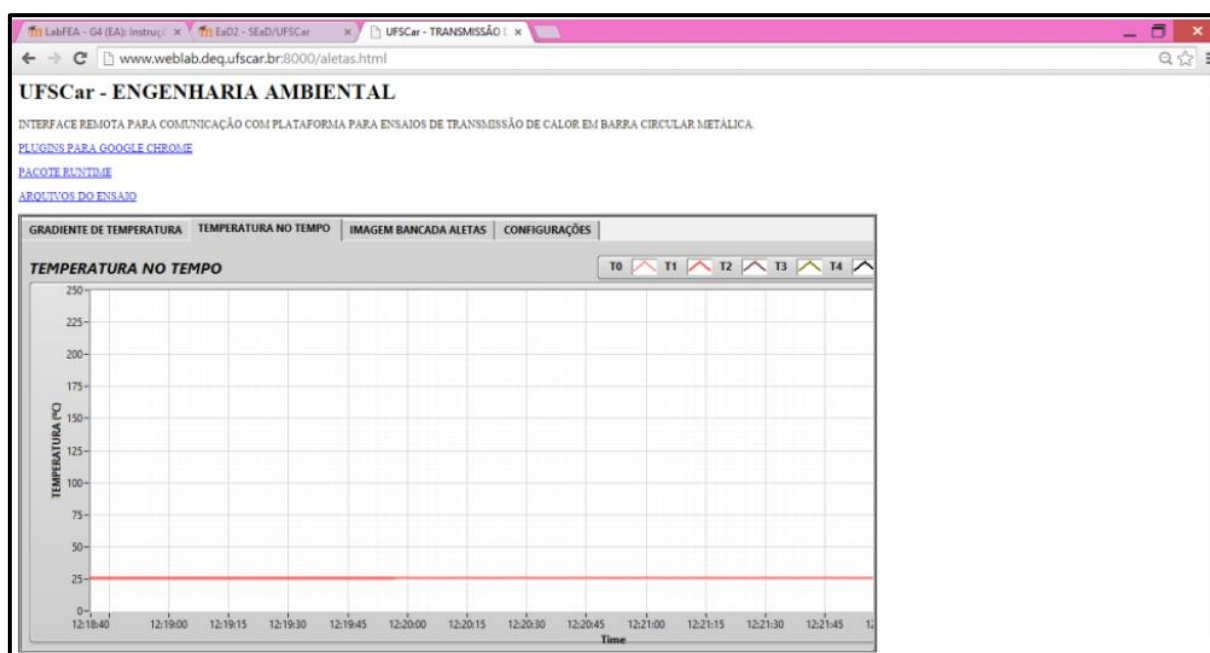 LabFEA - G4 (EA): Instruç
EaD2 - SEaD/UFSCar
UFSCar - TRANSMISSÃO
www.weblab.deq.ufscar.br:8000/aletas.html
UFSCar - ENGENHARIA AMBIENTAL
INTERFACE REMOTA PARA COMUNICAÇÃO COM PLATAFORMA PARA ENSAIOS DE TRANSMISSÃO DE CALOR EM BARRA CIRCULAR METÁLICA.
PLUGINS PARA GOOGLE CHROME
PACOTE RUNTIME
ARQUIVOS DO ENSAIO
GRADIENTE DE TEMPERATURA TEMPERATURA NO TEMPO IMAGEM BANCADA ALETAS CONFIGURAÇÕES
TEMPERATURA NO TEMPO T0 T1 T2 T3 T4
250
225
200
175
150
125
100
75
50
25
0
TEMPERATURA (ºC)
12:18:40 12:19:00 12:19:15 12:19:30 12:19:45 12:20:00 12:20:15 12:20:30 12:20:45 12:21:00 12:21:15 12:21:30 12:21:45 12
Time